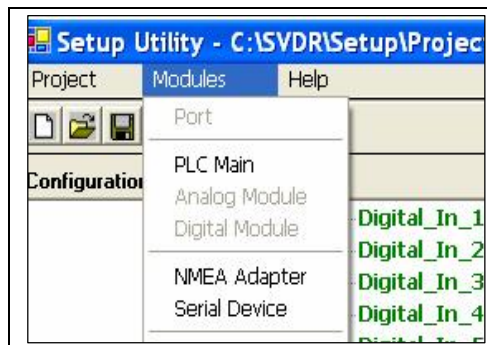 Setup Utility - C:\SVDR\Setup\Projec
Project Modules Help
Port
PLC Main
Configuration
Analog Module
Digital Module
Digital_In_1
Digital_In_2
NMEA Adapter
Digital_In_3
Serial Device
Digital_In_4